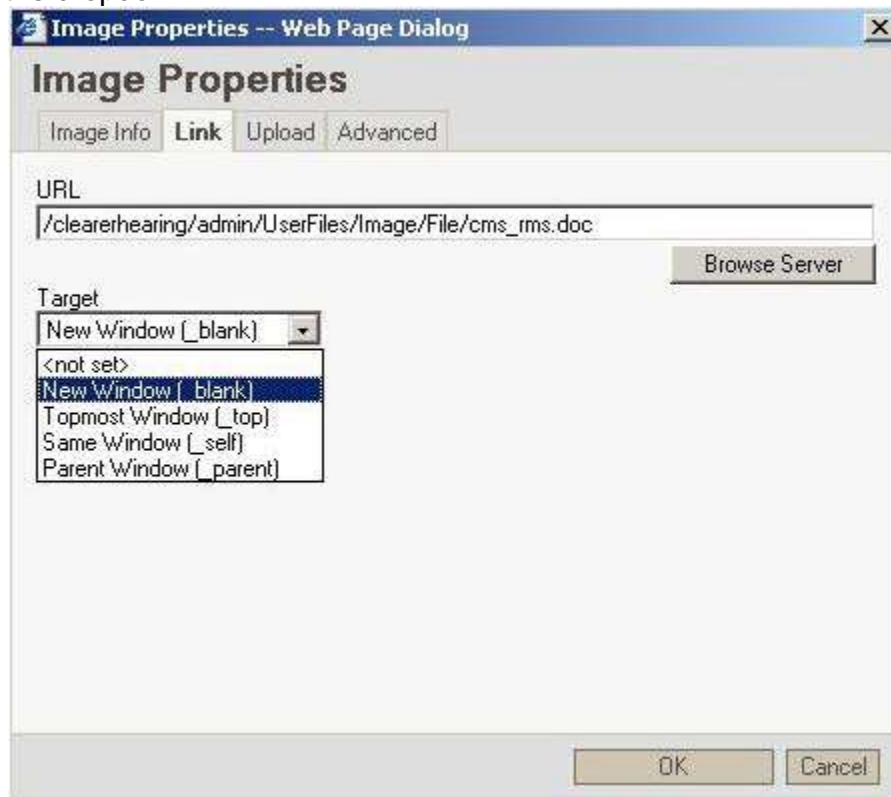 Image Properties -- Web Page Dialog
Image Properties
Image Info Link Upload Advanced
URL
/clearerhearing/admin/UserFiles/Image/File/cms_rms.doc
Browse Server
Target
New Window (_blank)
<not set>
New Window (_blank)
Topmost Window (_top)
Same Window (_self)
Parent Window (_parent)
OK Cancel